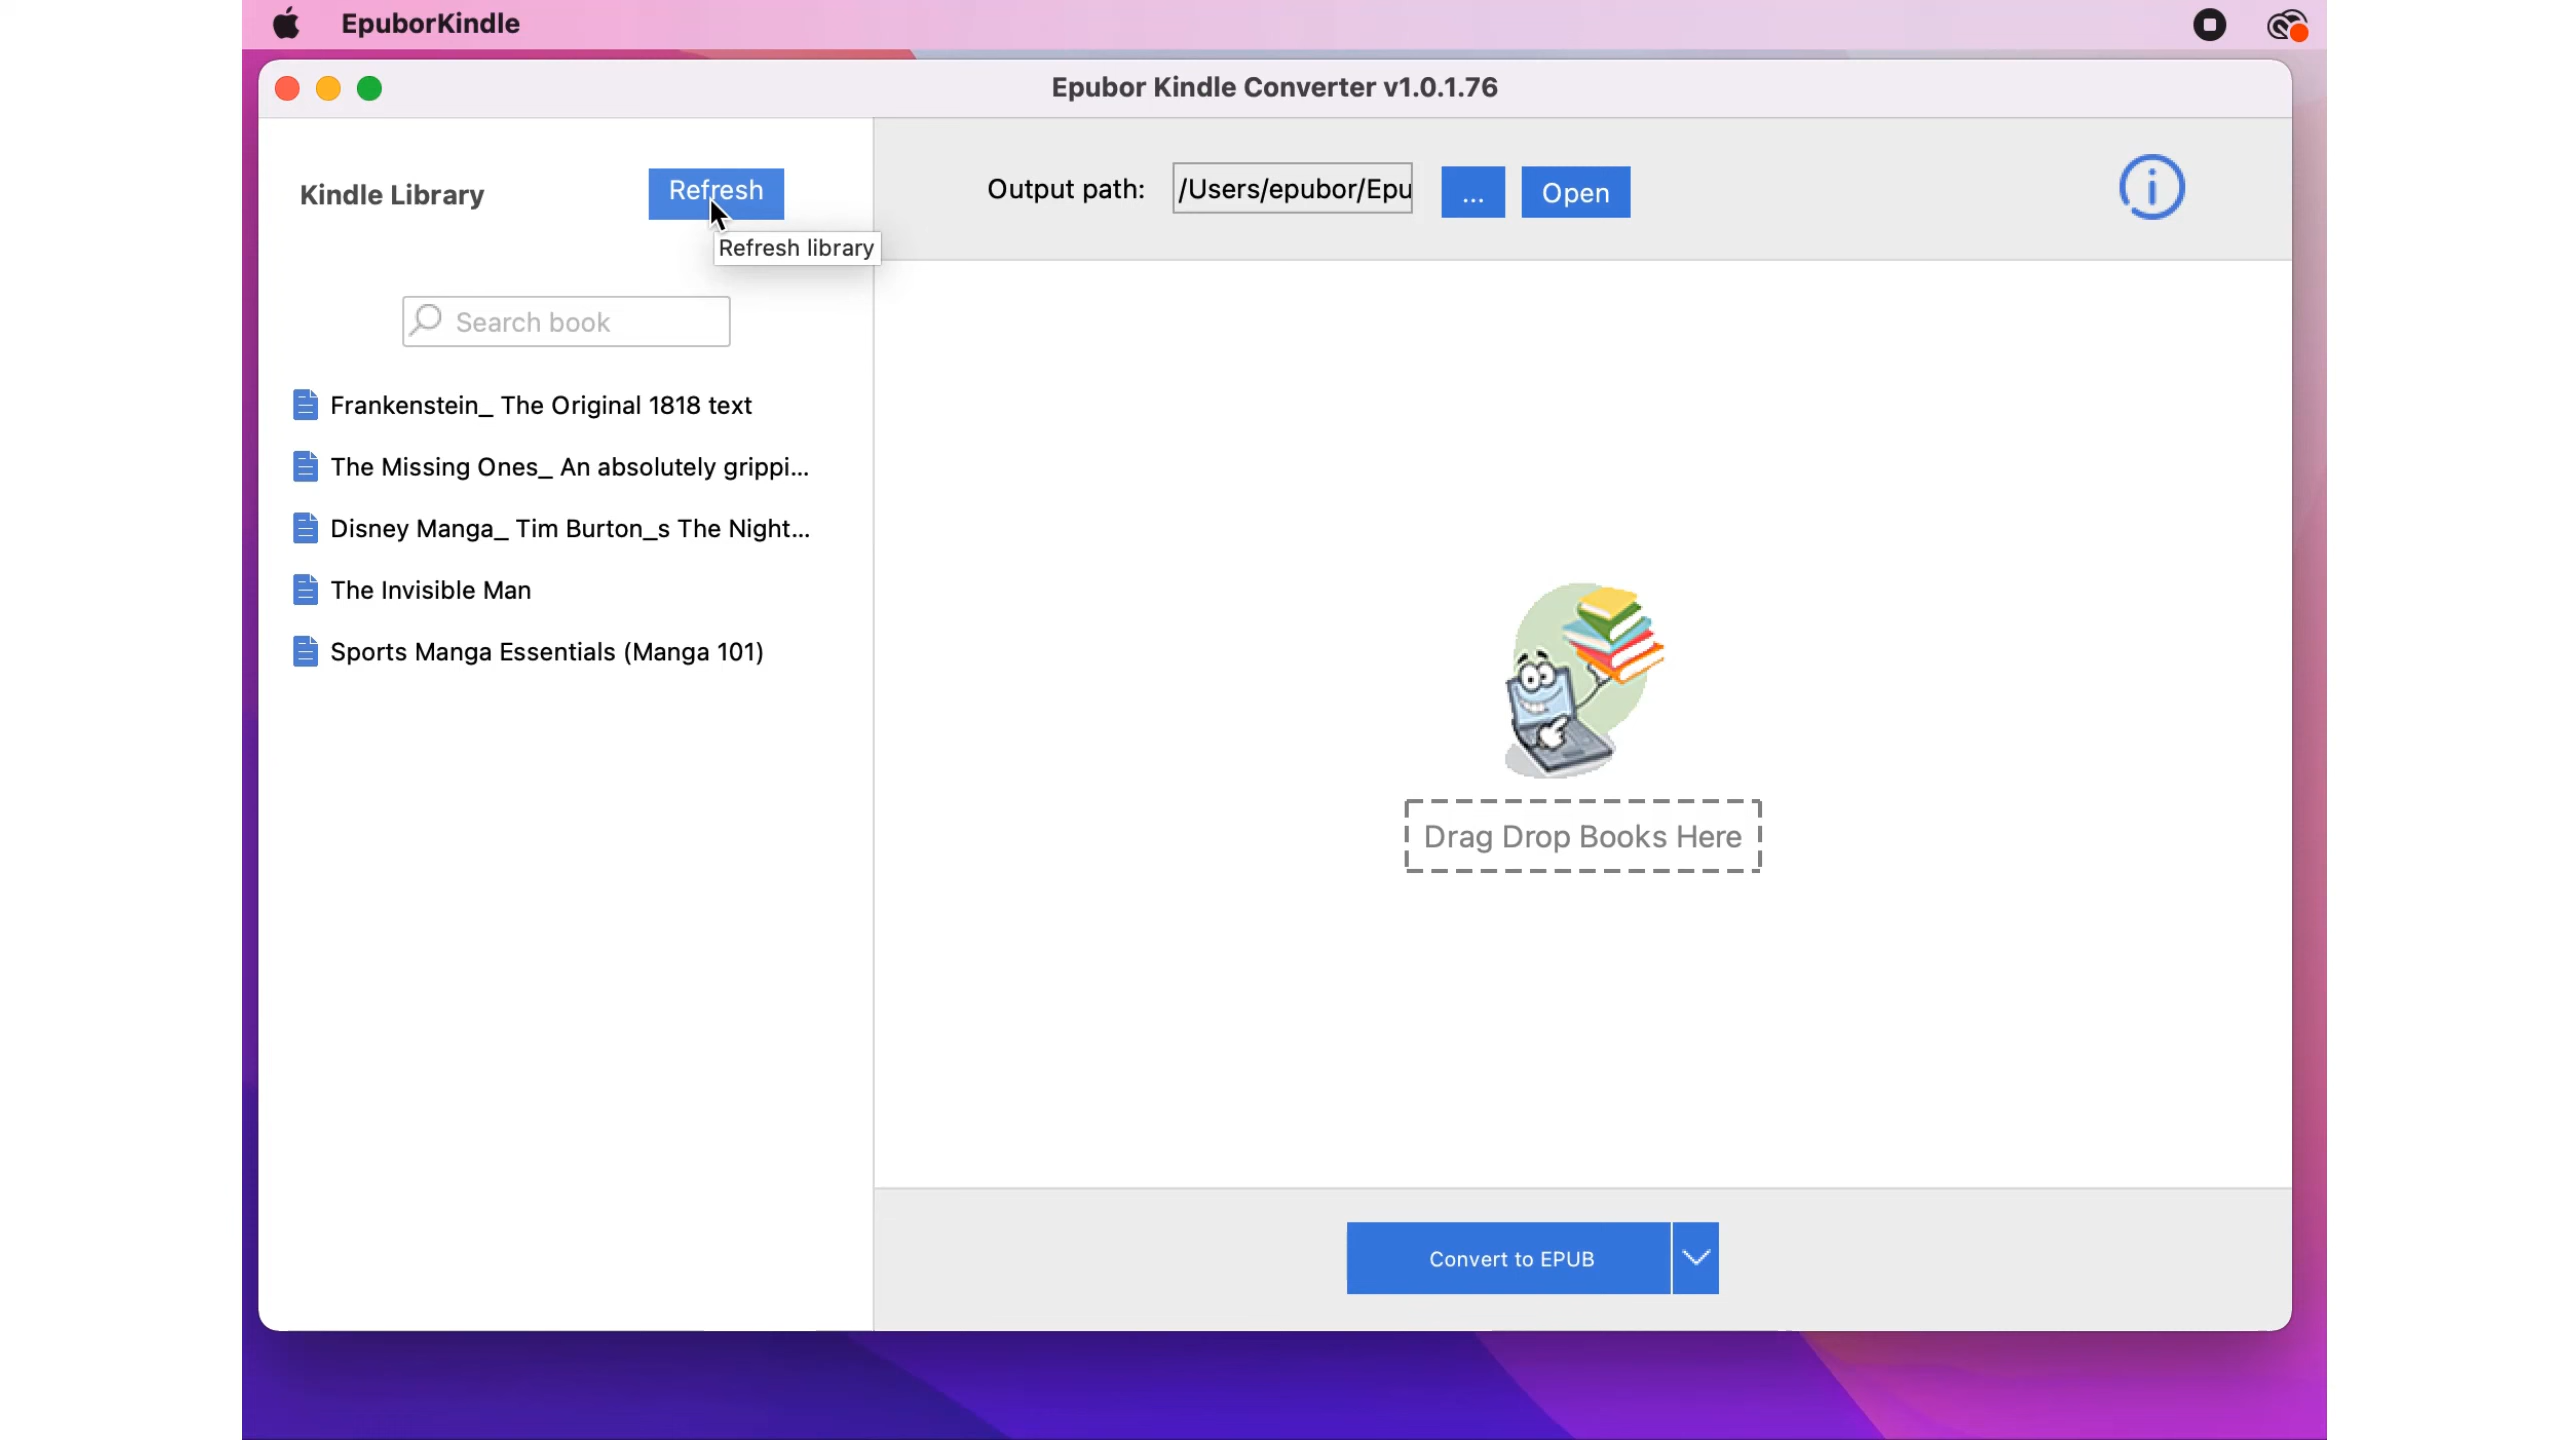 EpuborKindle
Epubor Kindle Converter v1.0.1.76
Kindle Library
Refresh
Refresh library
Output path:
/Users/epubor/Epu
...
Open
Search book
Frankenstein_ The Original 1818 text
The Missing Ones_ An absolutely grippi...
Disney Manga_ Tim Burton_s The Night...
The Invisible Man
Sports Manga Essentials (Manga 101)
Drag Drop Books Here
Convert to EPUB